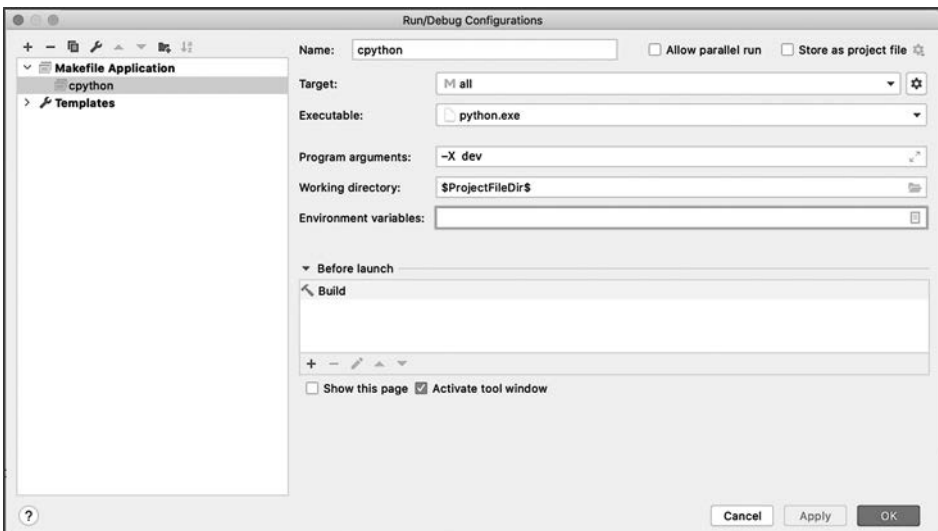 Run/Debug Configurations
Name: cpython Allow parallel run Store as project file
Makefile Application
cpython
Templates
Target: M all
Executable: python.exe
Program arguments: -X dev
Working directory: $ProjectFileDir$
Environment variables:
Before launch
Build
Show this page Activate tool window
? Cancel Apply OK